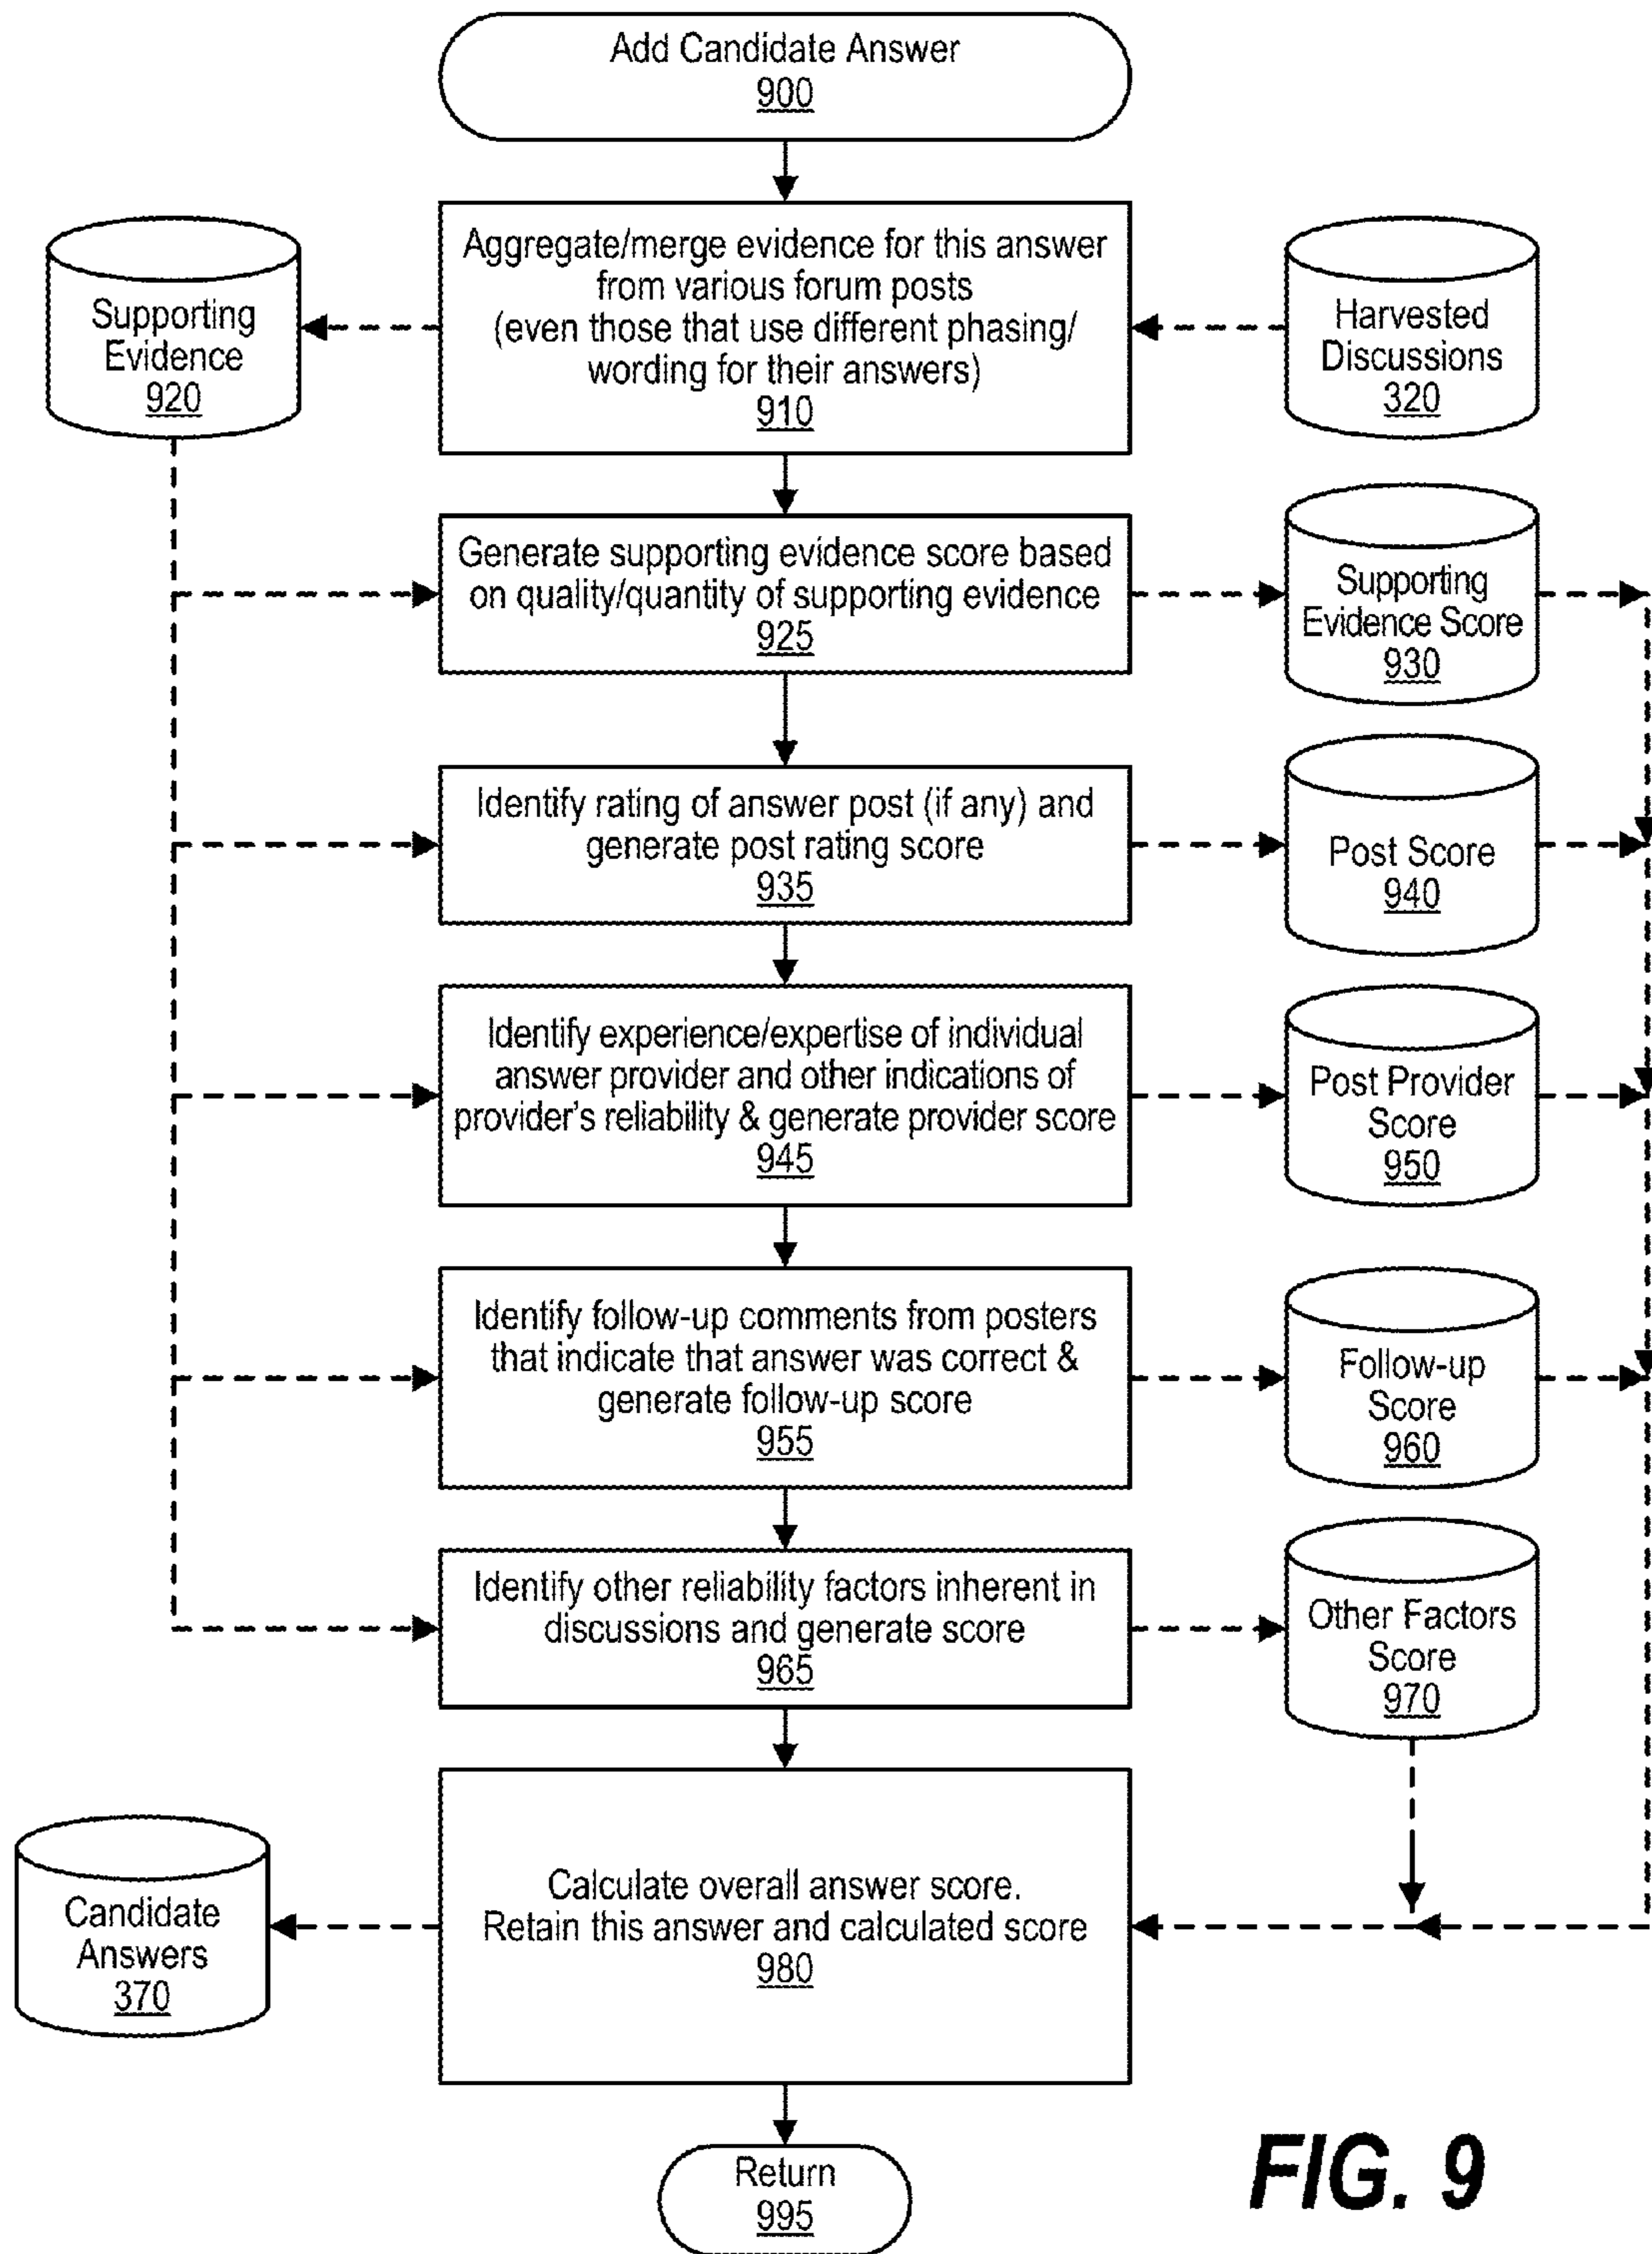 Add Candidate Answer
900
Aggregate/merge evidence for this answer
from various forum posts
(even those that use different phasing/
wording for their answers)
910
Supporting
Evidence
920
Harvested
Discussions
320
Generate supporting evidence score based
on quality/quantity of supporting evidence
925
Supporting
Evidence Score
930
Identify rating of answer post (if any) and
generate post rating score
935
Post Score
940
Identify experience/expertise of individual
answer provider and other indications of
provider's reliability & generate provider score
945
Post Provider
Score
950
Identify follow-up comments from posters
that indicate that answer was correct &
generate follow-up score
955
Follow-up
Score
960
Identify other reliability factors inherent in
discussions and generate score
965
Other Factors
Score
970
Calculate overall answer score.
Retain this answer and calculated score
980
Candidate
Answers
370
Return
995
FIG. 9